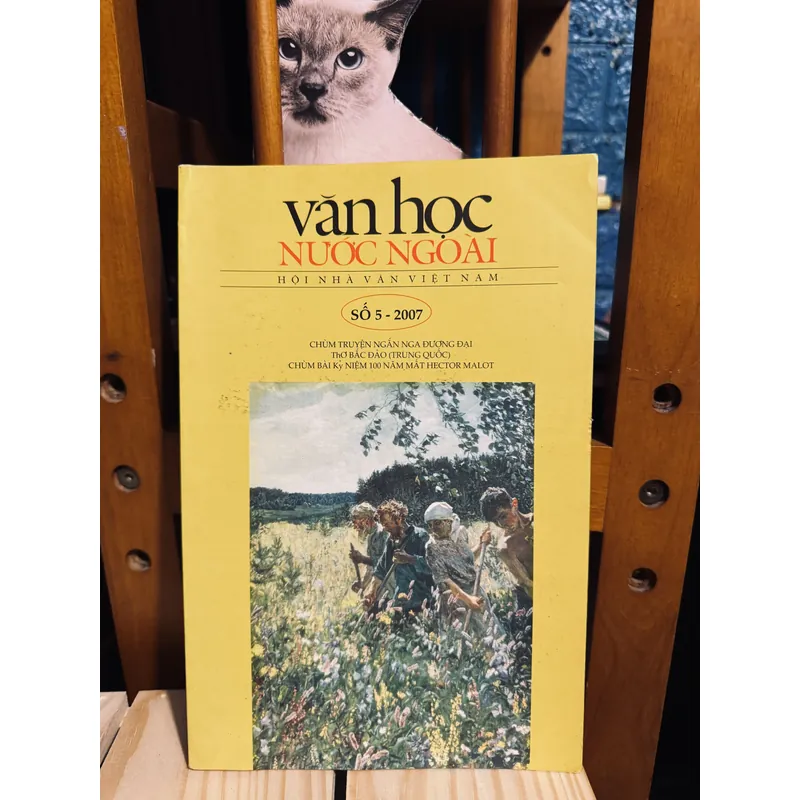 văn học
NƯỚC NGOÀI
HỘI NHÀ VĂN VIỆT NAM
SỐ 5 - 2007
CHÙM TRUYỆN NGẮN NGA ĐƯƠNG ĐẠI
THƠ BẮC ĐẢO (TRUNG QUỐC)
CHÙM BÀI KỶ NIỆM 100 NĂM MẤT HECTOR MALOT